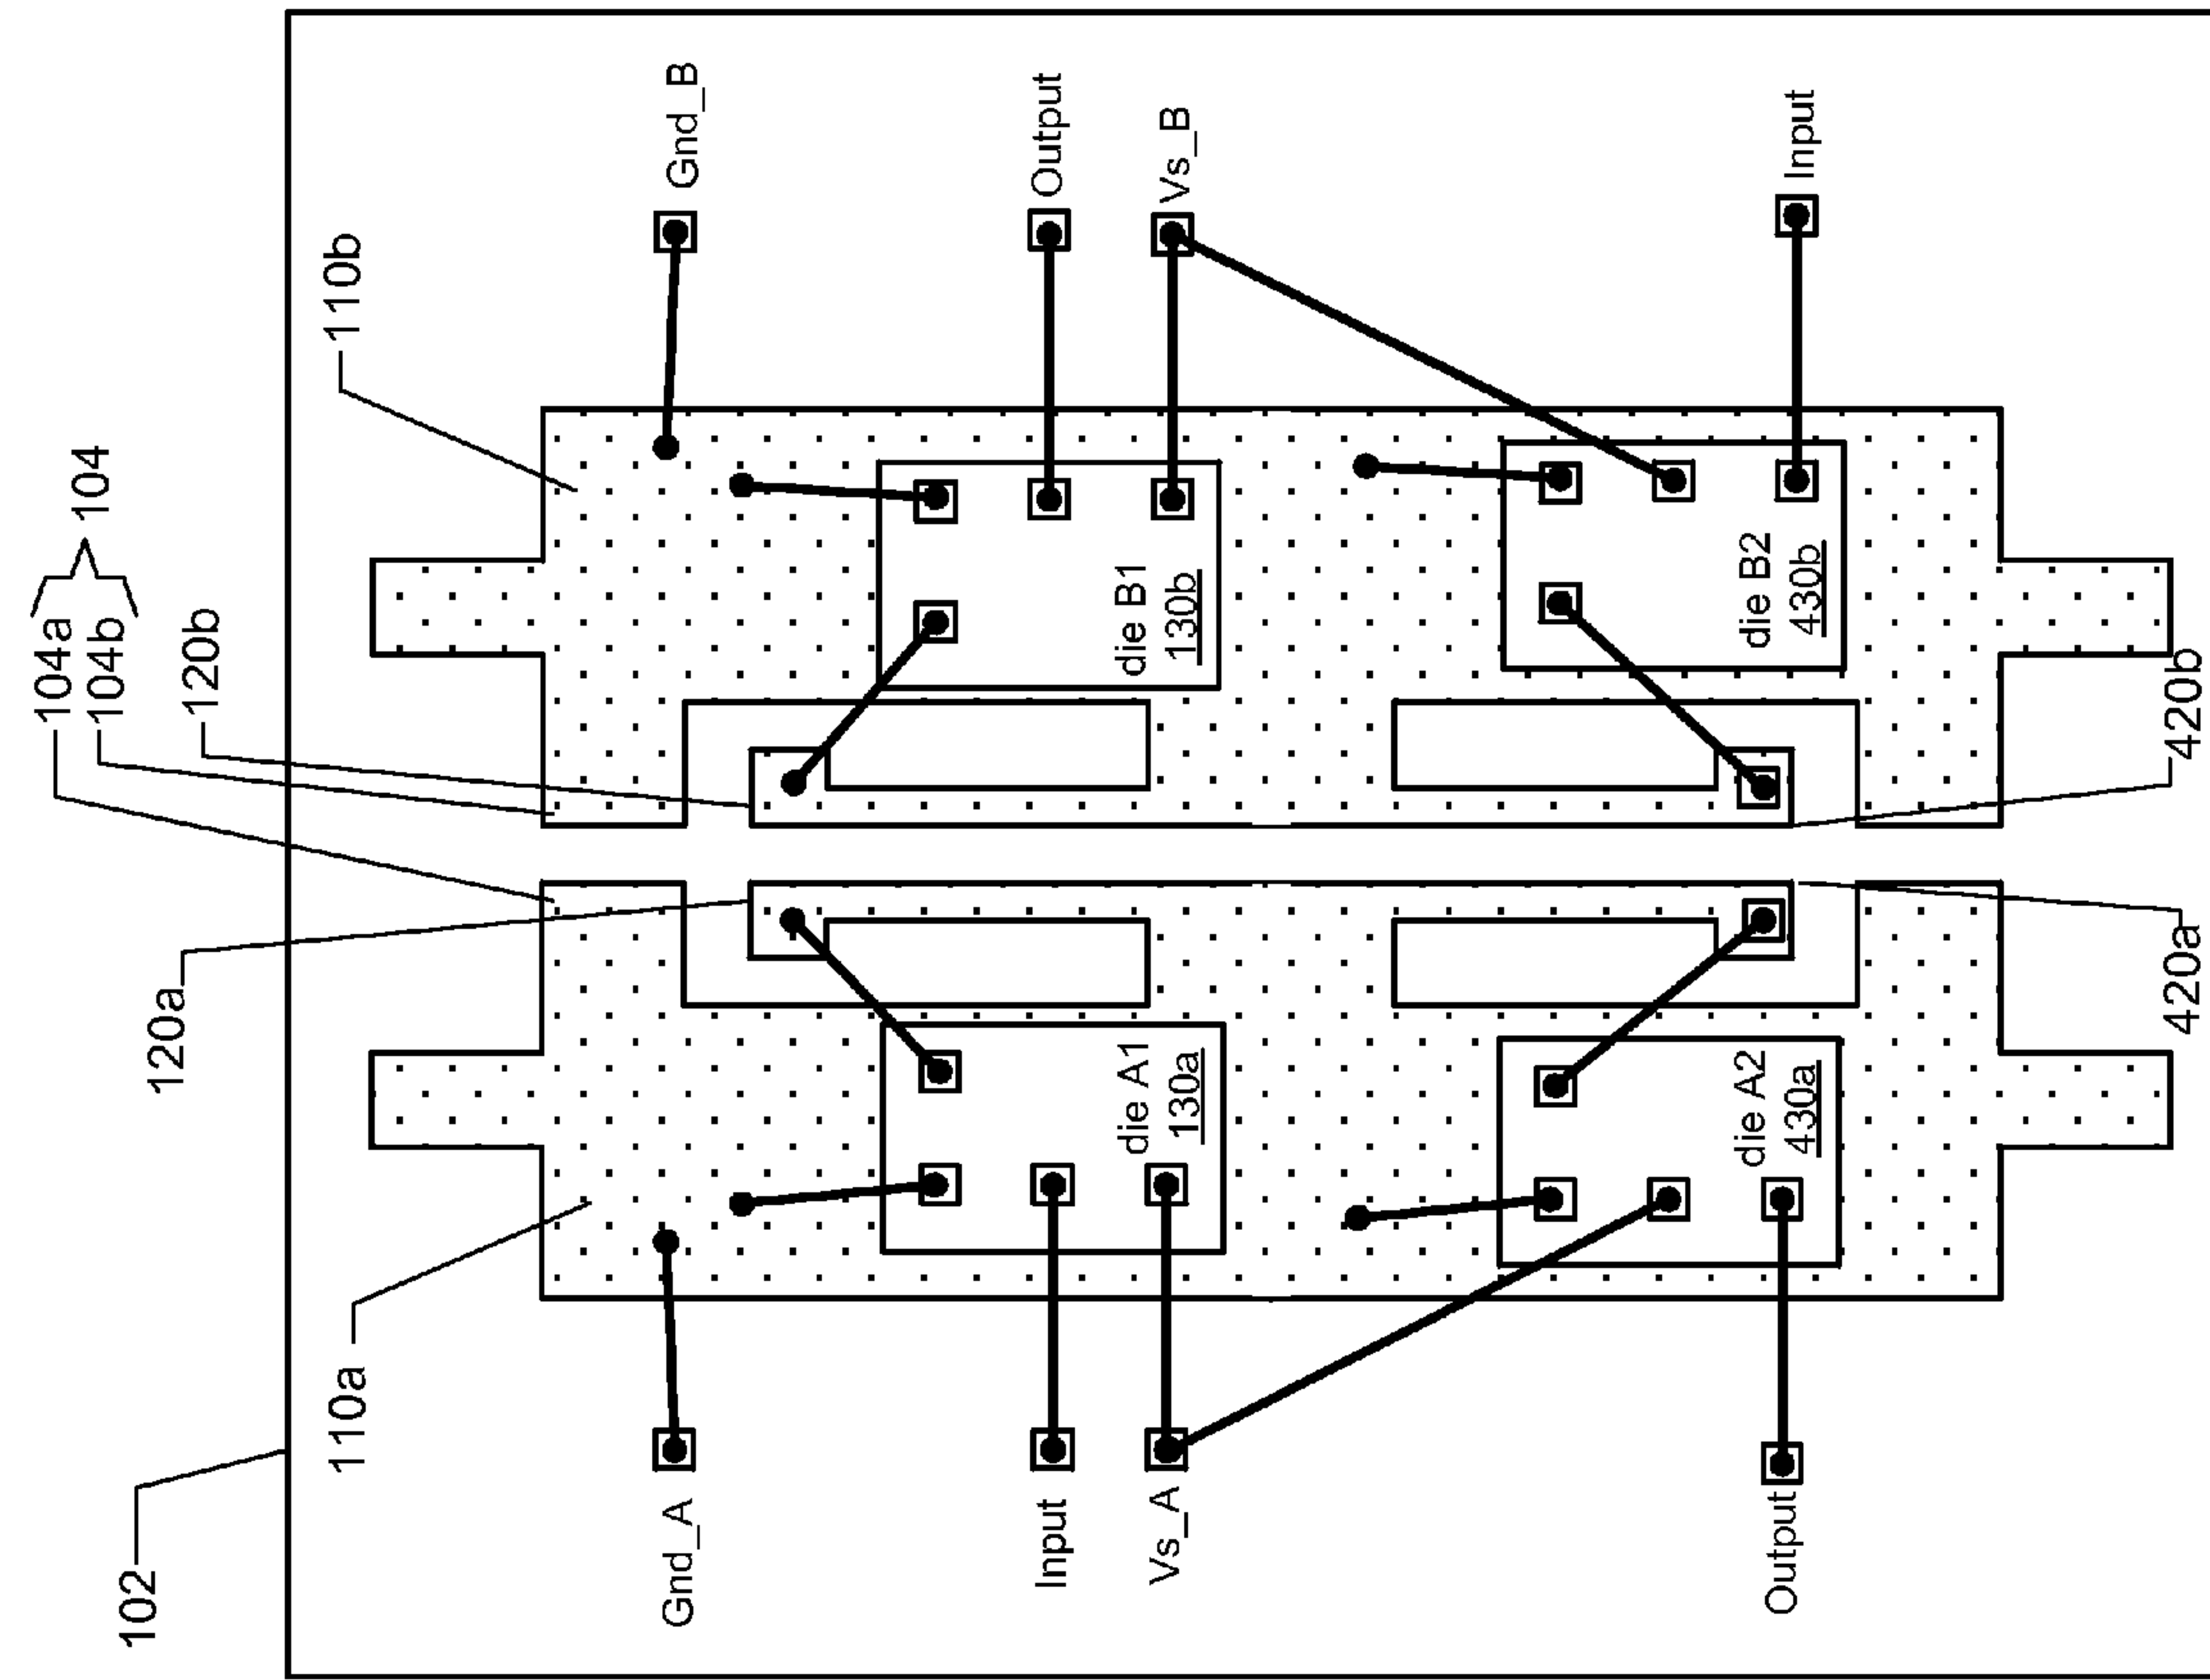 102
104a
104b
104
120a
120b
110a
110b
Gnd_A
Gnd_B
Input
Output
Vs_A
Vs_B
die A1
130a
die B1
130b
die A2
430a
die B2
430b
Output
Input
420a
420b